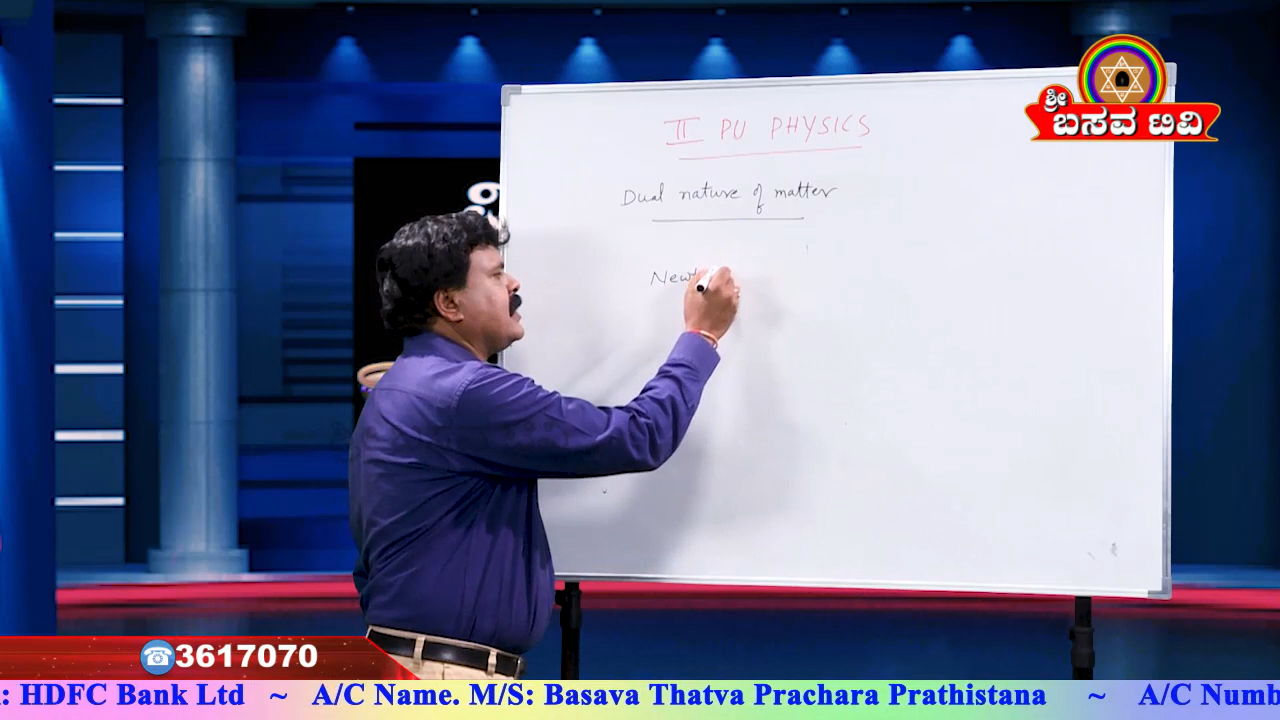 ಶ್ರೀ
ಬಸವ ಟಿವಿ
II PU PHYSICS
Dual nature of matter
3617070
: HDFC Bank Ltd ~ A/C Name. M/S: Basava Thatva Prachara Prathistana ~ A/C Numb